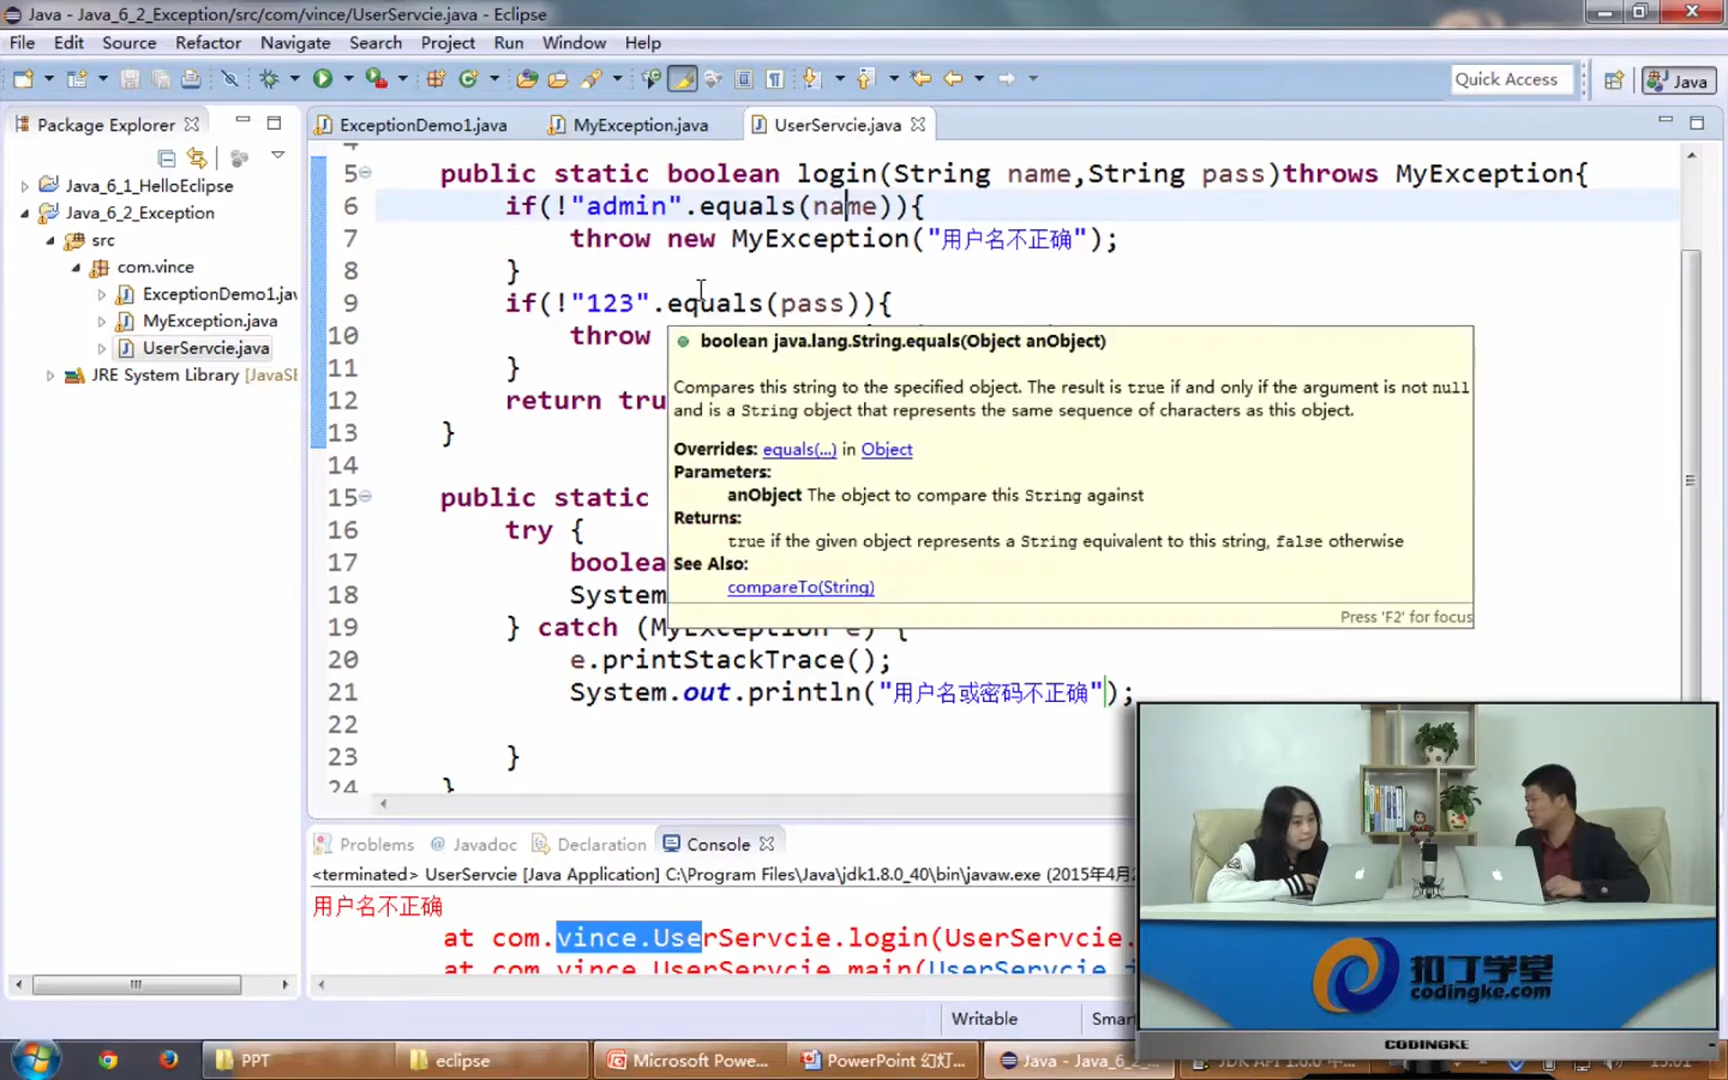 Java - Java_6_2_Exception/src/com/vince/UserServcie.java - Eclipse
File Edit Source Refactor Navigate Search Project Run Window Help
Quick Access
Java
Package Explorer
ExceptionDemo1.java
MyException.java
UserServcie.java
Java_6_1_HelloEclipse
Java_6_2_Exception
src
com.vince
ExceptionDemo1.jav
MyException.java
UserServcie.java
JRE System Library [JavaSE
4
5 public static boolean login(String name,String pass)throws MyException{
6 if(!"admin".equals(name)){
7 throw new MyException("用户名不正确");
8 }
9 if(!"123".equals(pass)){
10 throw
11 }
12 return tru
13 }
14
15 public static
16 try {
17 boolea
18 System
19 } catch (MyException e) {
20 e.printStackTrace();
21 System.out.println("用户名或密码不正确");
22
23 }
24 }
boolean java.lang.String.equals(Object anObject)
Compares this string to the specified object. The result is true if and only if the argument is not null
and is a String object that represents the same sequence of characters as this object.
Overrides: equals(...) in Object
Parameters:
anObject The object to compare this String against
Returns:
true if the given object represents a String equivalent to this string, false otherwise
See Also:
compareTo(String)
Press 'F2' for focus
Problems @ Javadoc Declaration Console
<terminated> UserServcie [Java Application] C:\Program Files\Java\jdk1.8.0_40\bin\javaw.exe (2015年4月
用户名不正确
at com.vince.UserServcie.login(UserServcie.
at com.vince.UserServcie.main(UserServcie.j
Writable
Smar
扣丁学堂
codingke.com
CODINGKE
PPT
eclipse
Microsoft Powe...
PowerPoint 幻灯...
Java - Java_6_2_...